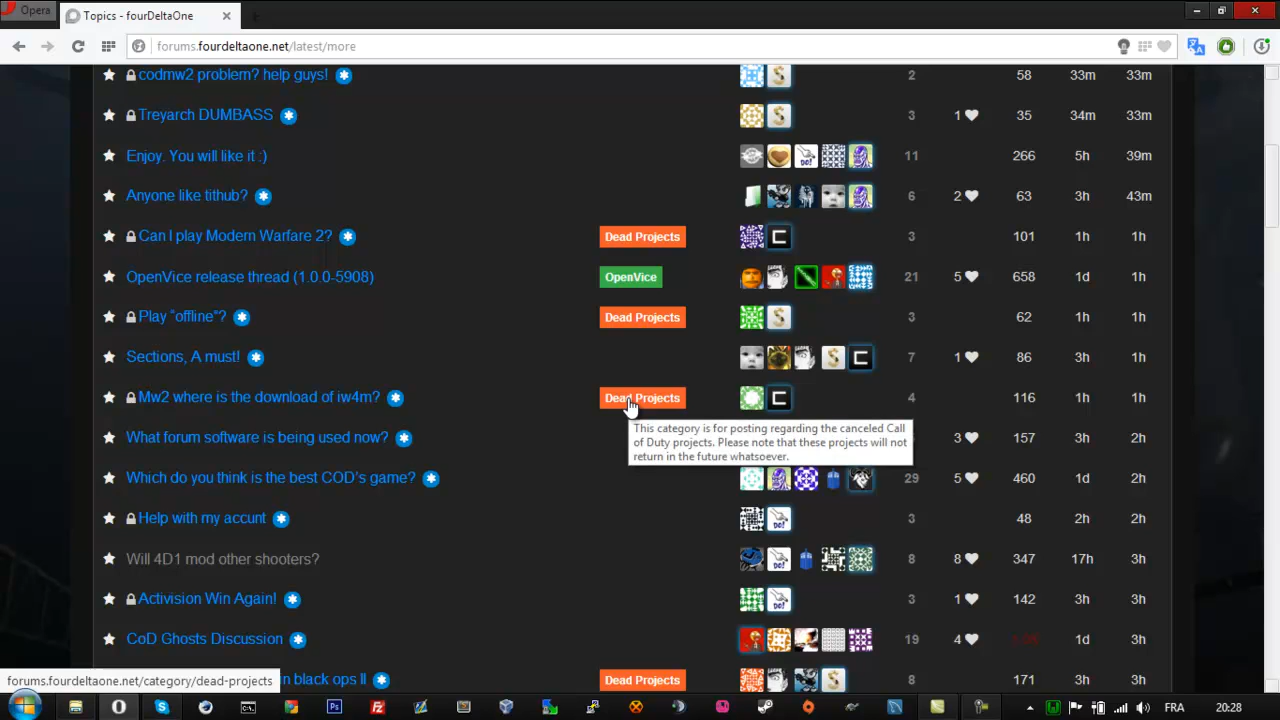 Opera
Topics - fourDeltaOne
forums.fourdeltaone.net/latest/more
codmw2 problem? help guys! 2 58 33m 33m
Treyarch DUMBASS 3 1 35 34m 33m
Enjoy. You will like it :) 11 266 5h 39m
Anyone like tithub? 6 2 63 3h 43m
Can I play Modern Warfare 2? Dead Projects 3 101 1h 1h
OpenVice release thread (1.0.0-5908) OpenVice 21 5 658 1d 1h
Play "offline"? Dead Projects 3 62 1h 1h
Sections, A must! 7 1 86 3h 1h
Mw2 where is the download of iw4m? Dead Projects 4 116 1h 1h
This category is for posting regarding the canceled Call
of Duty projects. Please note that these projects will not
return in the future whatsoever.
What forum software is being used now? 3 157 3h 2h
Which do you think is the best COD's game? 29 5 460 1d 2h
Help with my accunt 3 48 2h 2h
Will 4D1 mod other shooters? 8 8 347 17h 3h
Activision Win Again! 3 1 142 3h 3h
CoD Ghosts Discussion 19 4 1d 3h
in black ops ll Dead Projects 8 171 3h 3h
forums.fourdeltaone.net/category/dead-projects
FRA 20:28